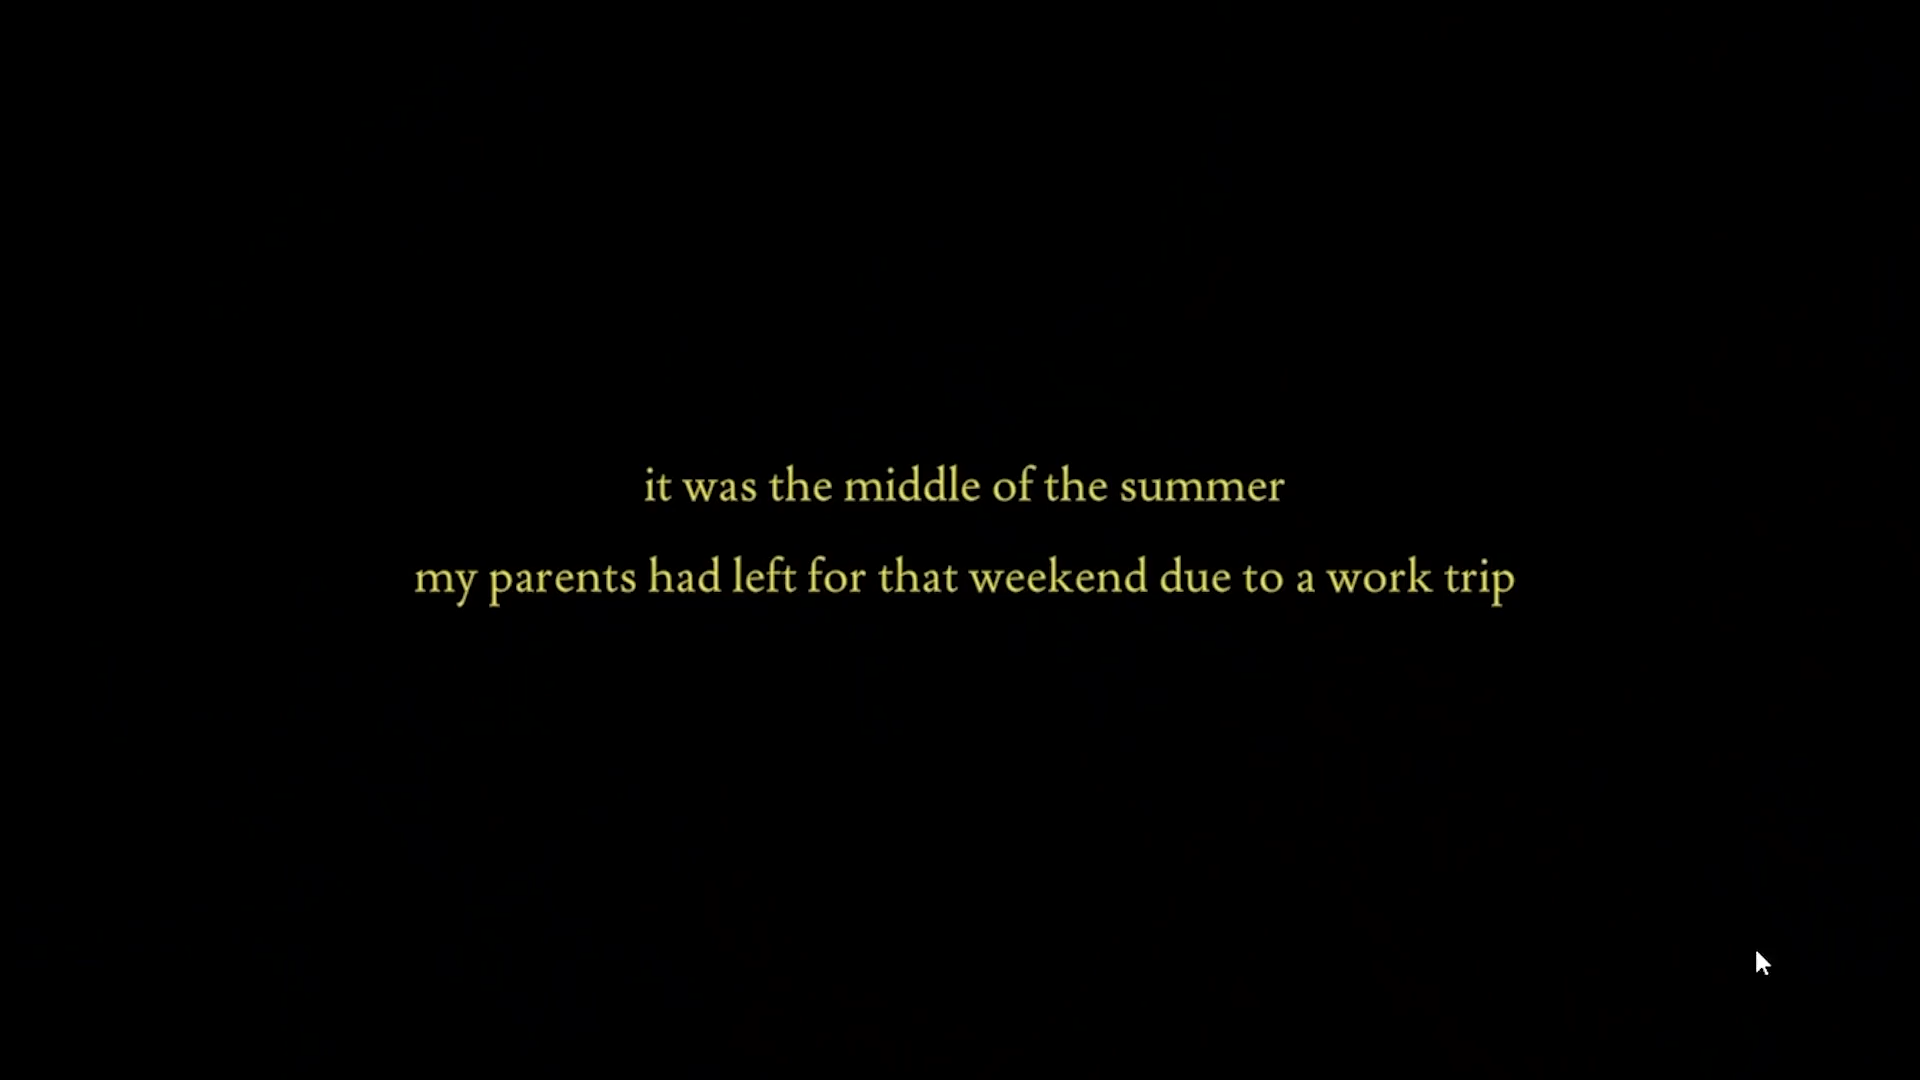 it was the middle of the summer
my parents had left for that weekend due to a work trip